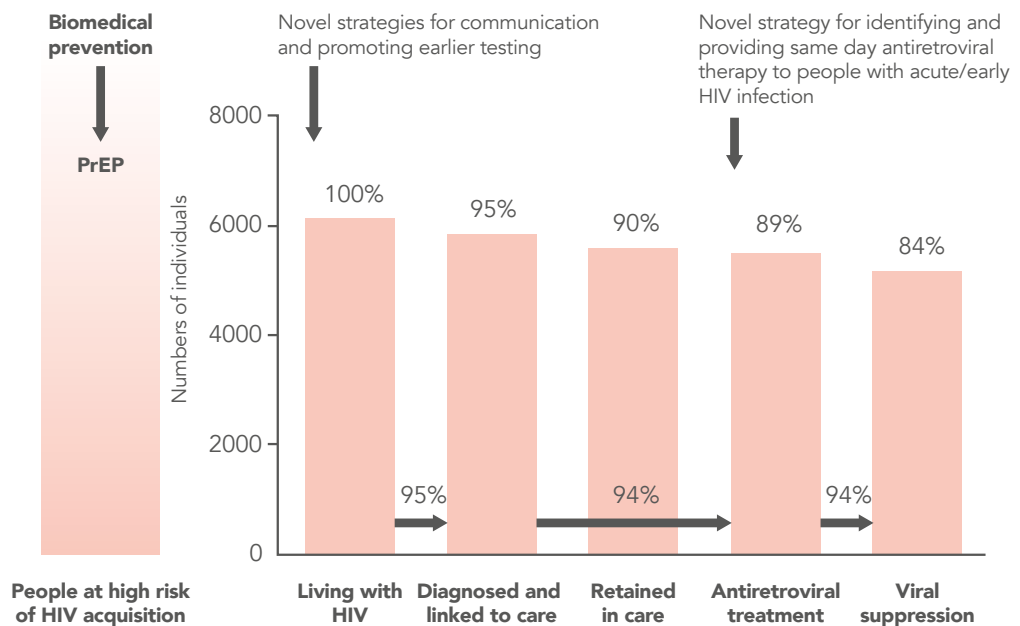 Biomedical
prevention
PrEP
People at high risk
of HIV acquisition
Novel strategies for communication
and promoting earlier testing
Novel strategy for identifying and
providing same day antiretroviral
therapy to people with acute/early
HIV infection
Numbers of individuals
8000
6000
4000
2000
0
100%
95%
90%
89%
84%
95%
94%
94%
Living with
HIV
Diagnosed and
linked to care
Retained
in care
Antiretroviral
treatment
Viral
suppression